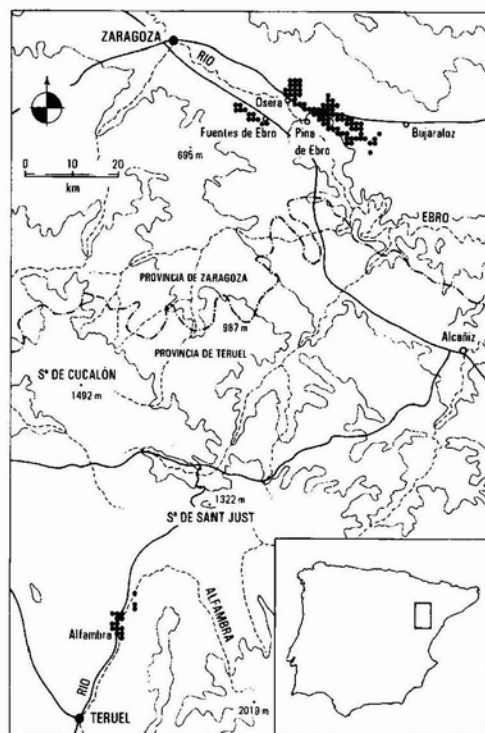 ZARAGOZA
RIO
Osera
Fuentes de Ebro
Pina
de Ebro
Bujaraloz
695 m
0 10 20
km
EBRO
PROVINCIA DE ZARAGOZA
987 m
PROVINCIA DE TERUEL
Alcañiz
Sª DE CUCALÓN
1492 m
1322 m
Sª DE SANT JUST
ALFAMBRA
Alfambra
RIO
2019 m
TERUEL